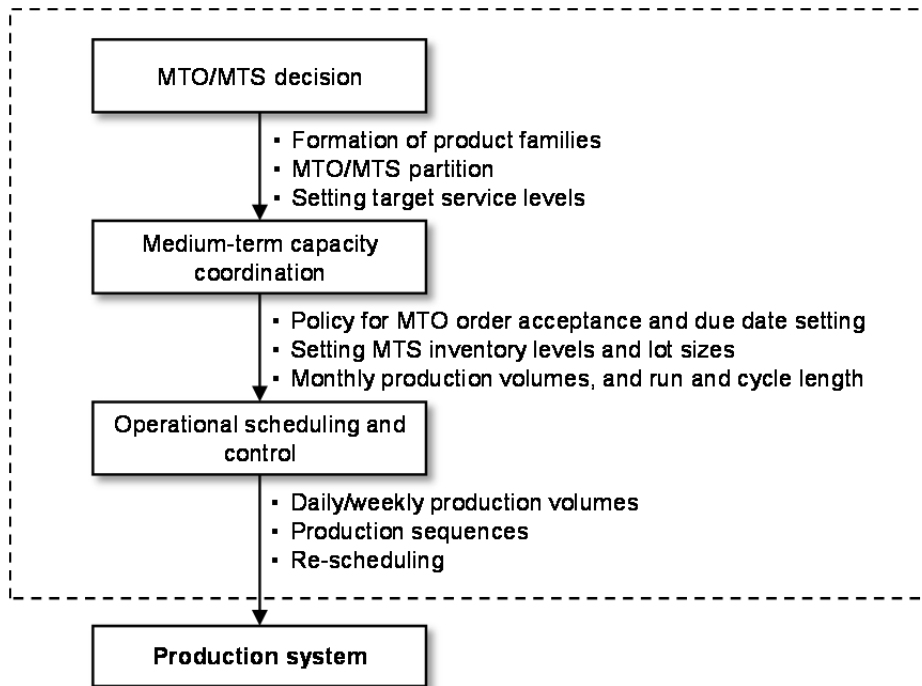 MTO/MTS decision
▪ Formation of product families
▪ MTO/MTS partition
▪ Setting target service levels
Medium-term capacity
coordination
▪ Policy for MTO order acceptance and due date setting
▪ Setting MTS inventory levels and lot sizes
▪ Monthly production volumes, and run and cycle length
Operational scheduling and
control
▪ Daily/weekly production volumes
▪ Production sequences
▪ Re-scheduling
Production system